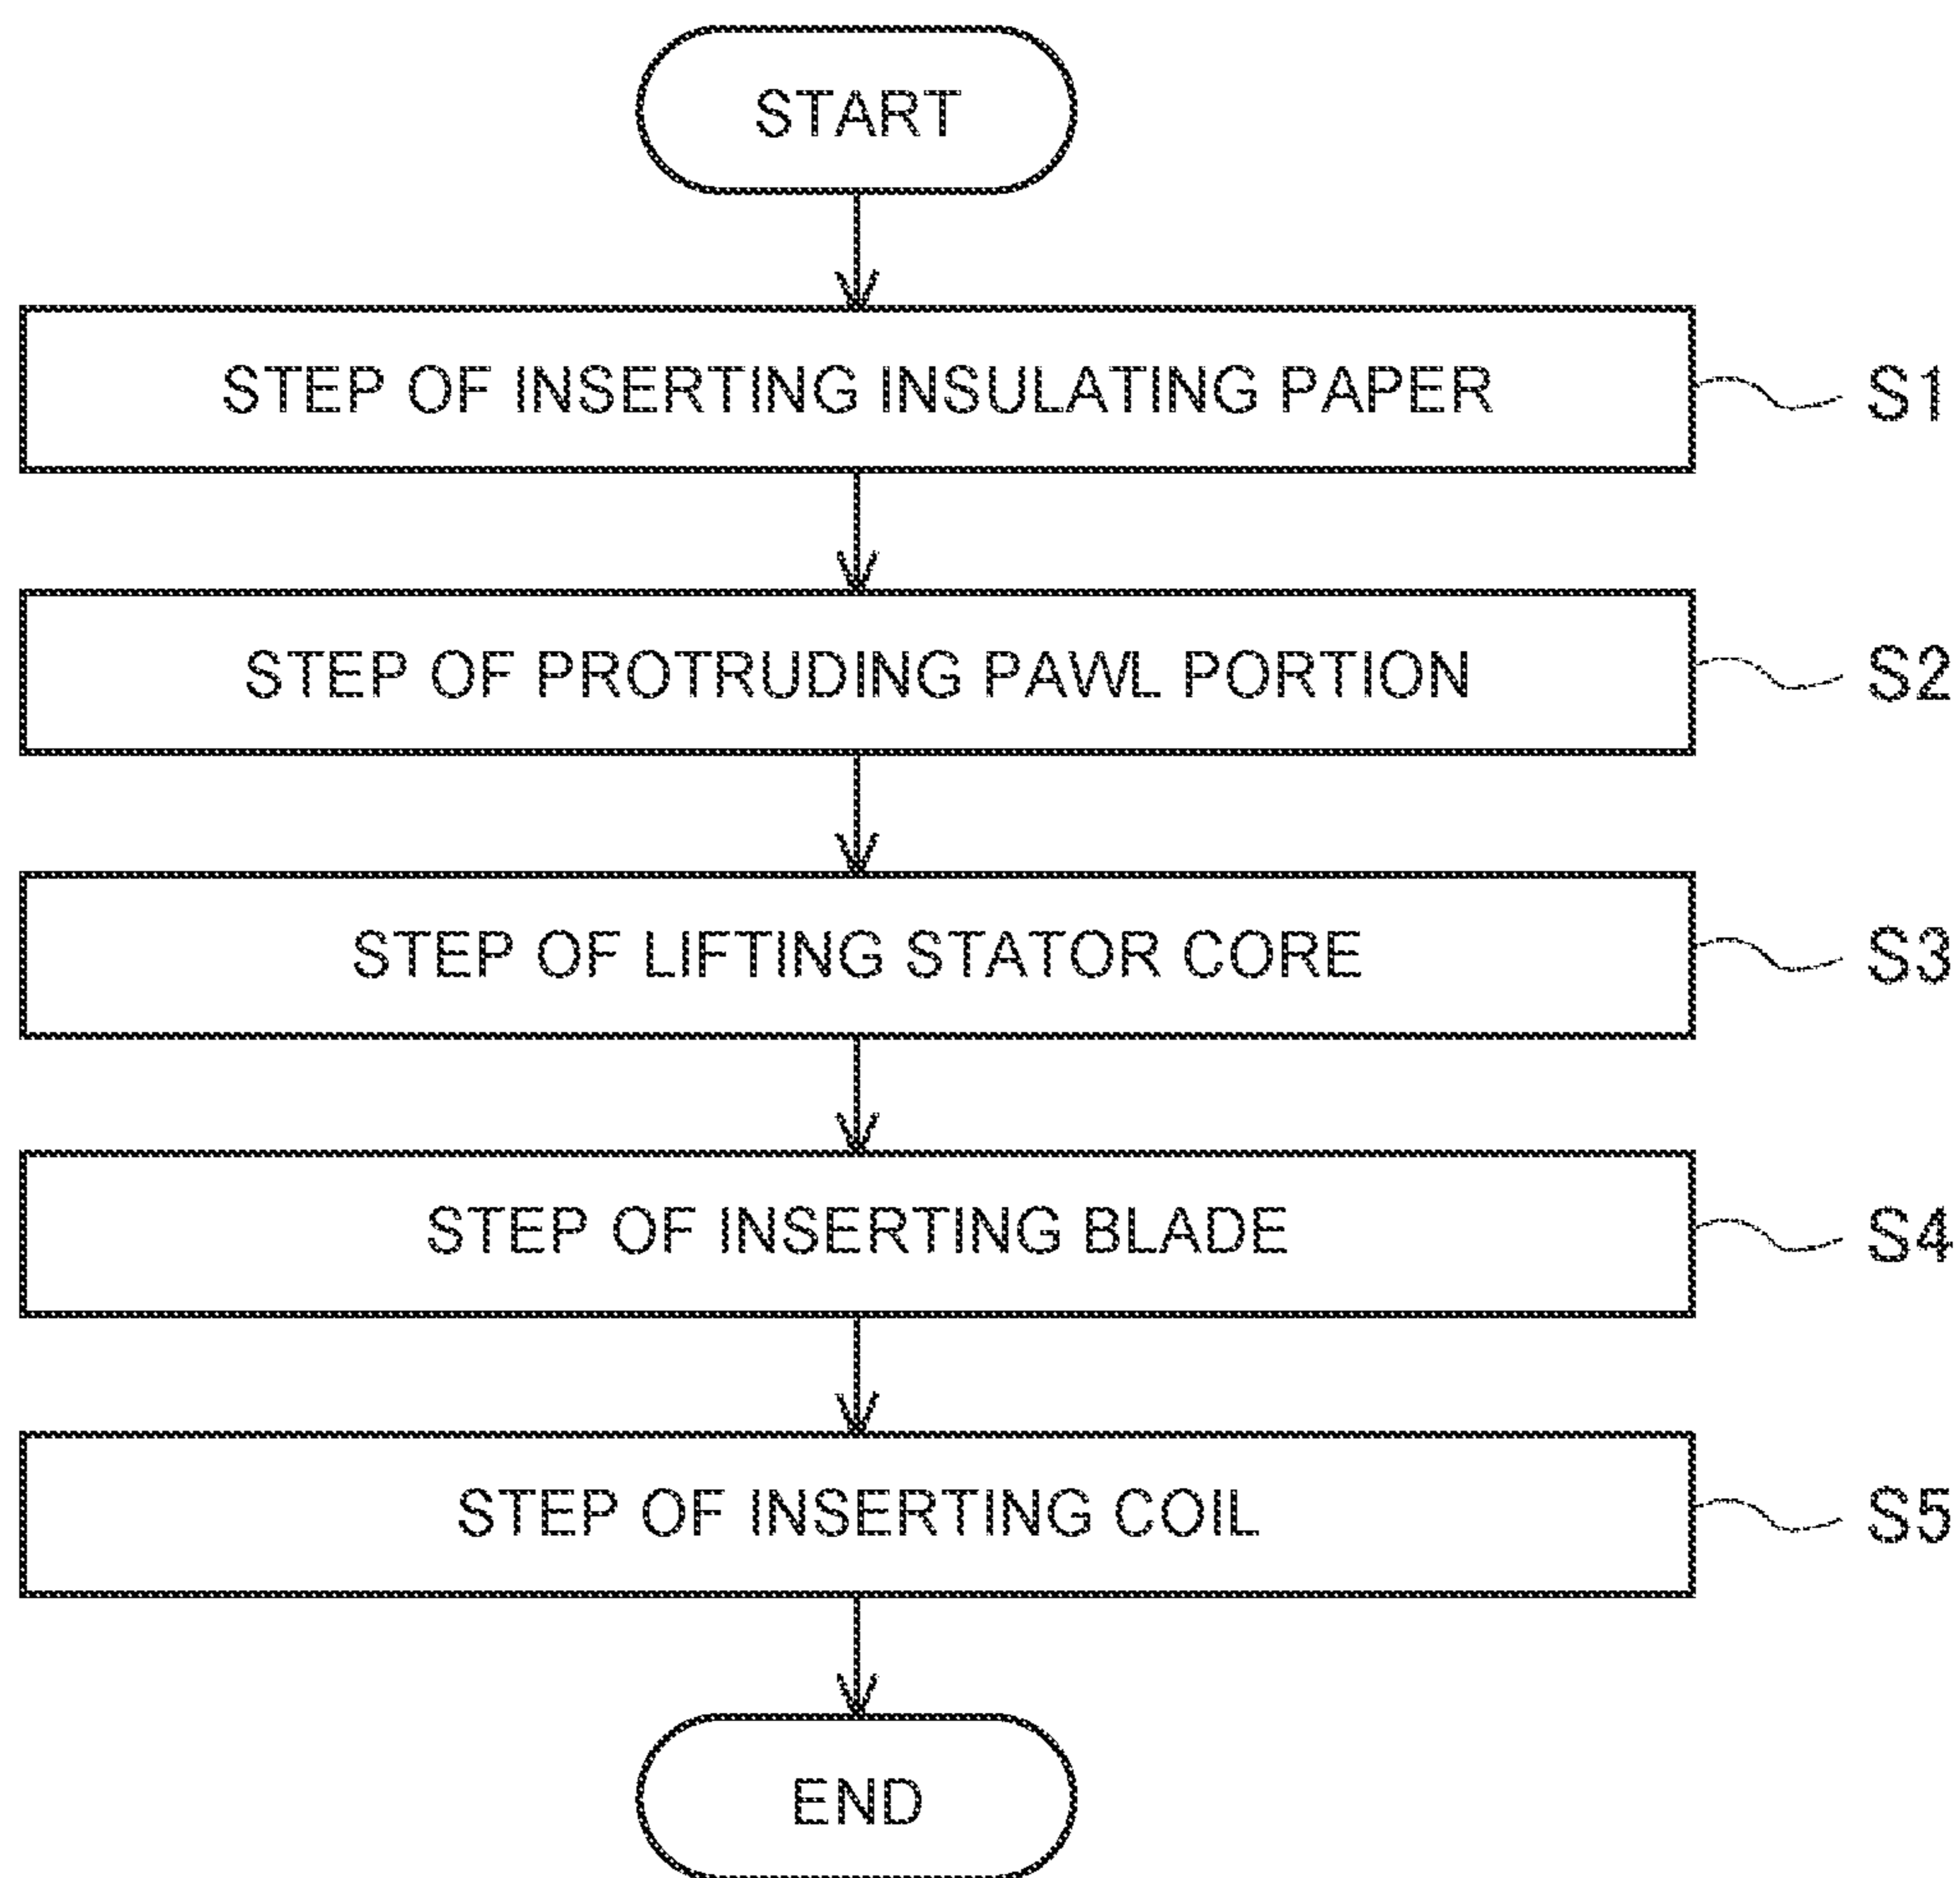 START
STEP OF INSERTING INSULATING PAPER
S1
STEP OF PROTRUDING PAWL PORTION
S2
STEP OF LIFTING STATOR CORE
S3
STEP OF INSERTING BLADE
S4
STEP OF INSERTING COIL
S5
END